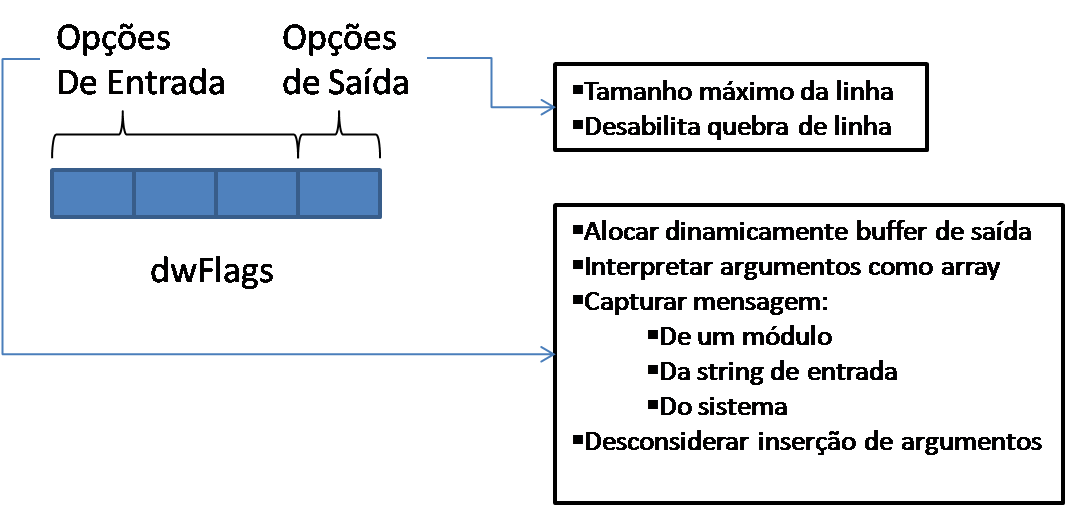 Opções
De Entrada
Opções
de Saída
dwFlags
▪Tamanho máximo da linha
▪Desabilita quebra de linha
▪Alocar dinamicamente buffer de saída
▪Interpretar argumentos como array
▪Capturar mensagem:
▪De um módulo
▪Da string de entrada
▪Do sistema
▪Desconsiderar inserção de argumentos